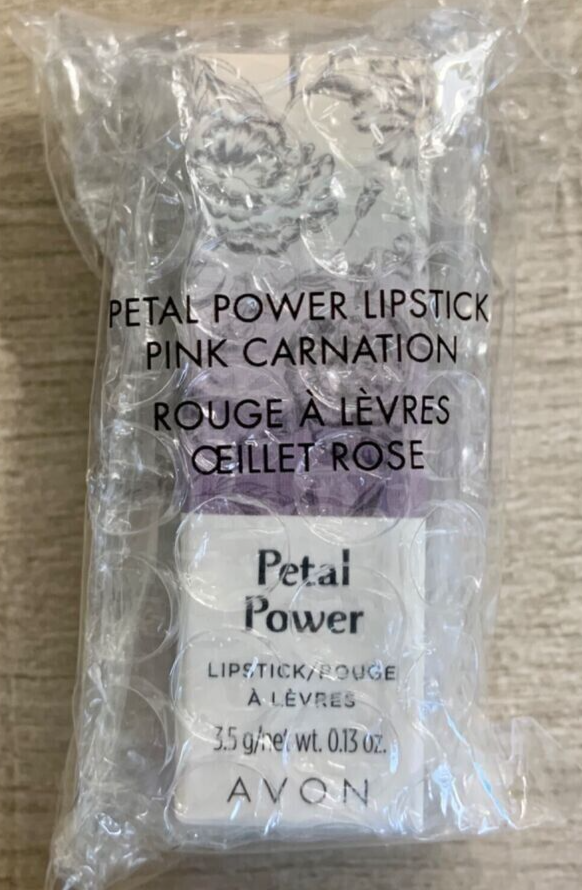 PETAL POWER LIPSTICK
PINK CARNATION
ROUGE À LÈVRES
ŒILLET ROSE
Petal
Power
LIPSTICK/ROUGE
À LÈVRES
3.5 g/net wt. 0.13 oz.
AVON